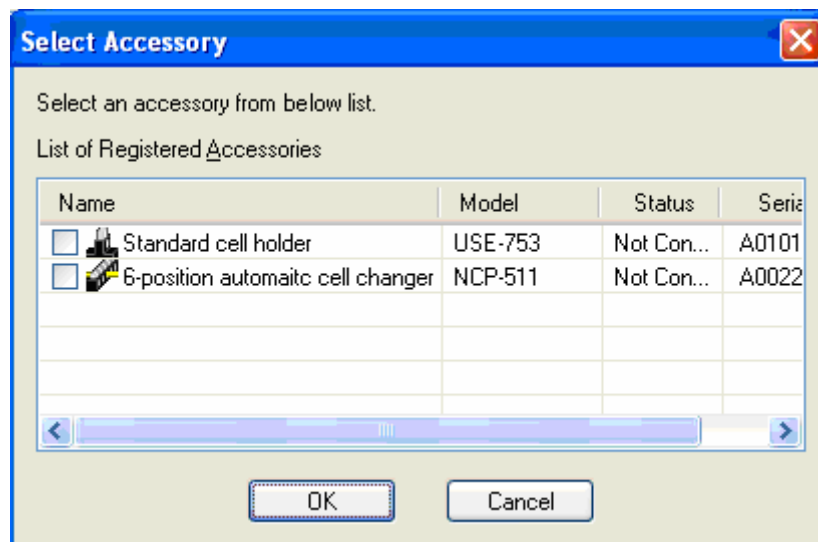 Select Accessory
Select an accessory from below list.
List of Registered Accessories
Name Model Status Seria
Standard cell holder USE-753 Not Con... A0101
6-position automaitc cell changer NCP-511 Not Con... A0022
OK Cancel